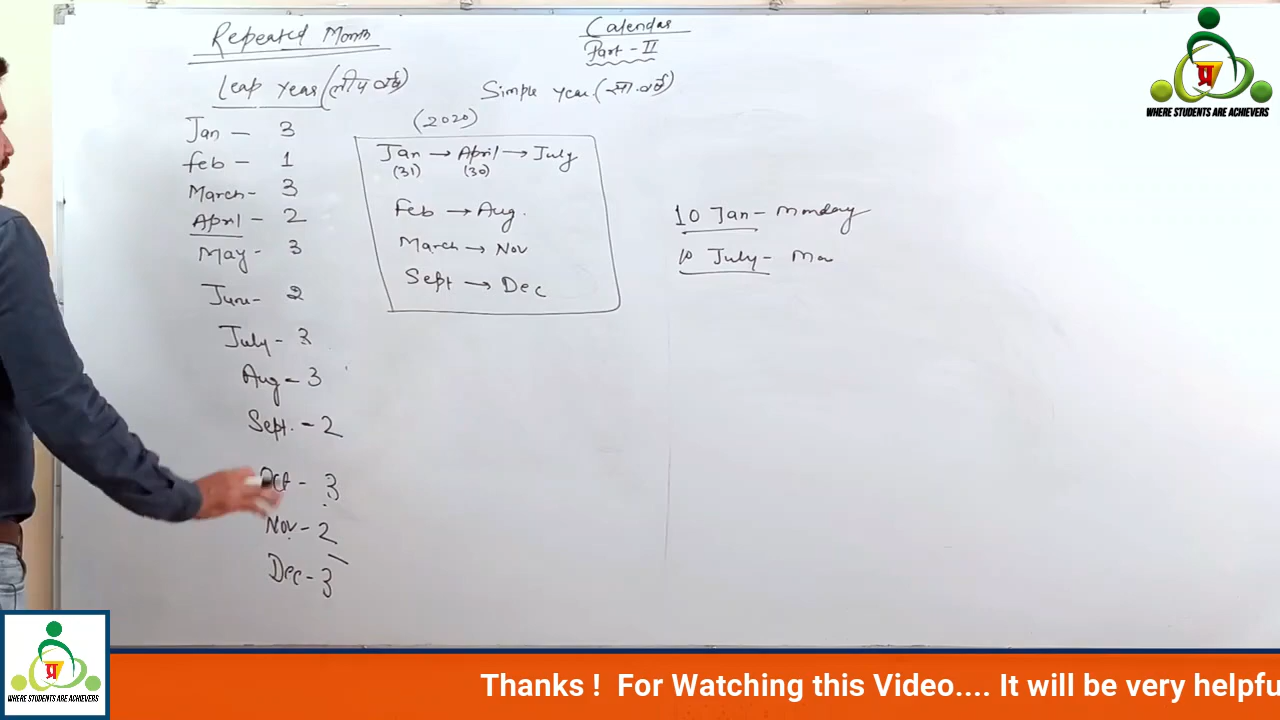 Repeated Month
Calendar
Part - II
Leap Year (लीप वर्ष)
Simple year (सा. वर्ष)
Jan — 3
feb — 1
March - 3
April - 2
May - 3
June - 2
July - 3
Aug - 3
Sept. - 2
Oct - 3
Nov - 2
Dec - 3
(2020)
Jan → April → July
(31) (30)
Feb → Aug.
March → Nov
Sept → Dec
10 Jan - Monday
10 July - Mo
प्र
WHERE STUDENTS ARE ACHIEVERS
प्र
WHERE STUDENTS ARE ACHIEVERS
Thanks ! For Watching this Video.... It will be very helpfu